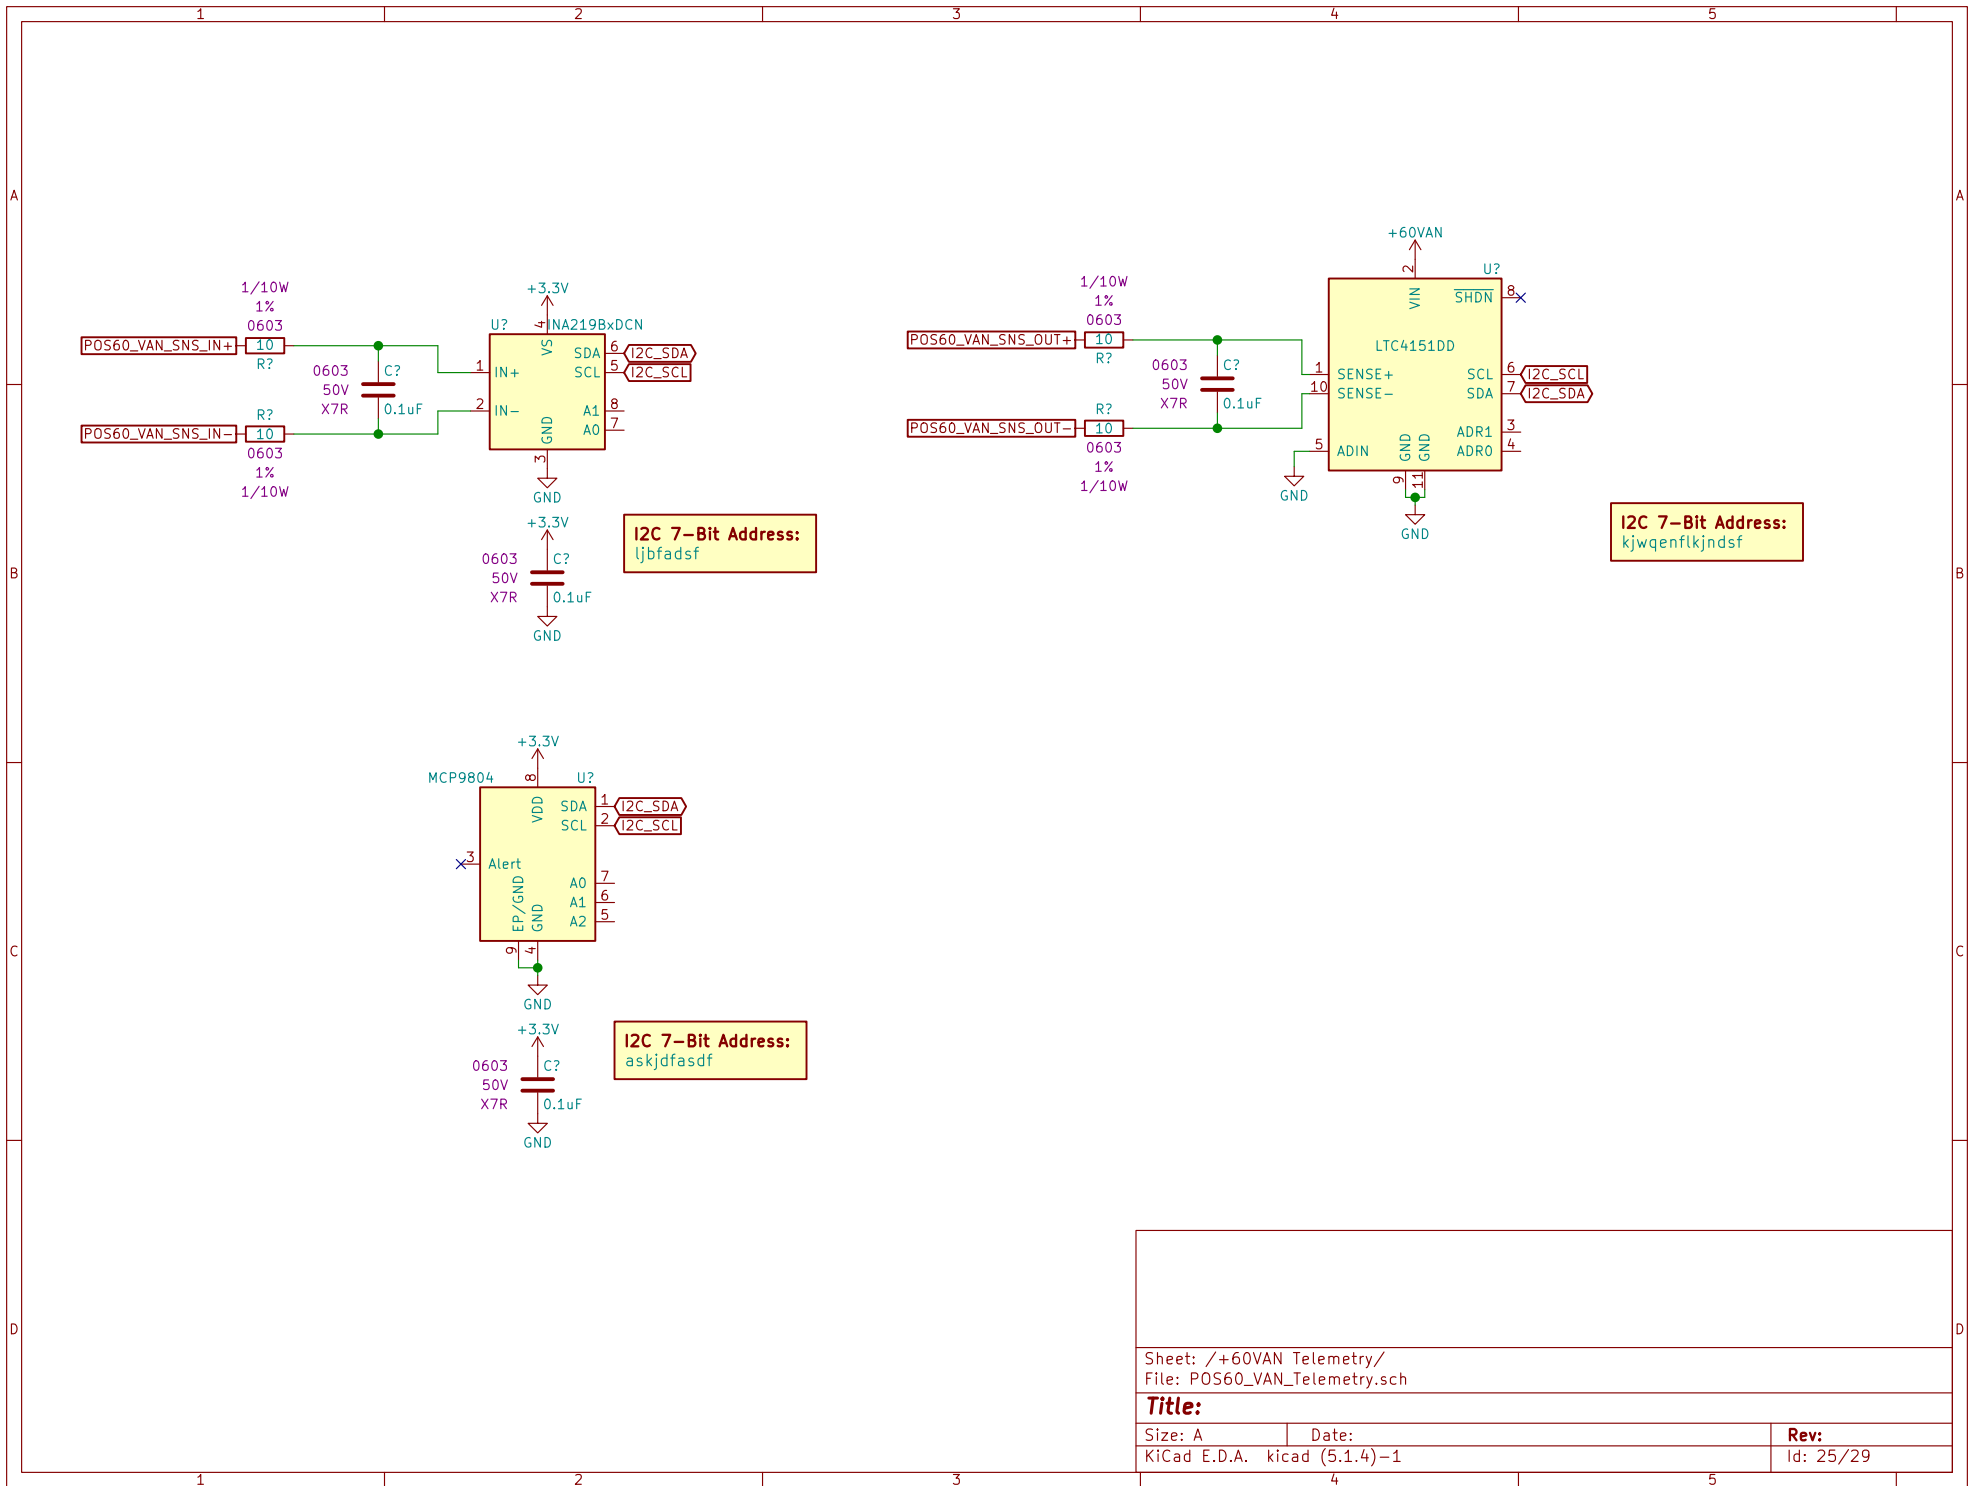 1 2 3 4 5
A A
B B
C C
D D
1/10W
1%
0603
POS60_VAN_SNS_IN+
10
R?
0603
50V
X7R
C?
0.1uF
R?
POS60_VAN_SNS_IN-
10
0603
1%
1/10W
+3.3V
U?
INA219BxDCN
4
VS
SDA 6 I2C_SDA
SCL 5 I2C_SCL
1 IN+
2 IN-
A1 8
A0 7
GND
3
GND
+3.3V
0603
50V
X7R
C?
0.1uF
GND
I2C 7-Bit Address:
ljbfadsf
1/10W
1%
0603
POS60_VAN_SNS_OUT+
10
R?
0603
50V
X7R
C?
0.1uF
R?
POS60_VAN_SNS_OUT-
10
0603
1%
1/10W
+60VAN
U?
2
VIN
SHDN 8
LTC4151DD
1 SENSE+
10 SENSE-
SCL 6 I2C_SCL
SDA 7 I2C_SDA
ADR1 3
ADR0 4
5 ADIN
GND
GND
9
11
GND
GND
I2C 7-Bit Address:
kjwqenflkjndsf
+3.3V
MCP9804
U?
8
VDD
SDA 1 I2C_SDA
SCL 2 I2C_SCL
3 Alert
A0 7
A1 6
A2 5
EP/GND
GND
9
4
GND
+3.3V
0603
50V
X7R
C?
0.1uF
GND
I2C 7-Bit Address:
askjdfasdf
Sheet: /+60VAN Telemetry/
File: POS60_VAN_Telemetry.sch
Title:
Size: A Date: Rev:
KiCad E.D.A. kicad (5.1.4)-1 Id: 25/29
1 2 3 4 5